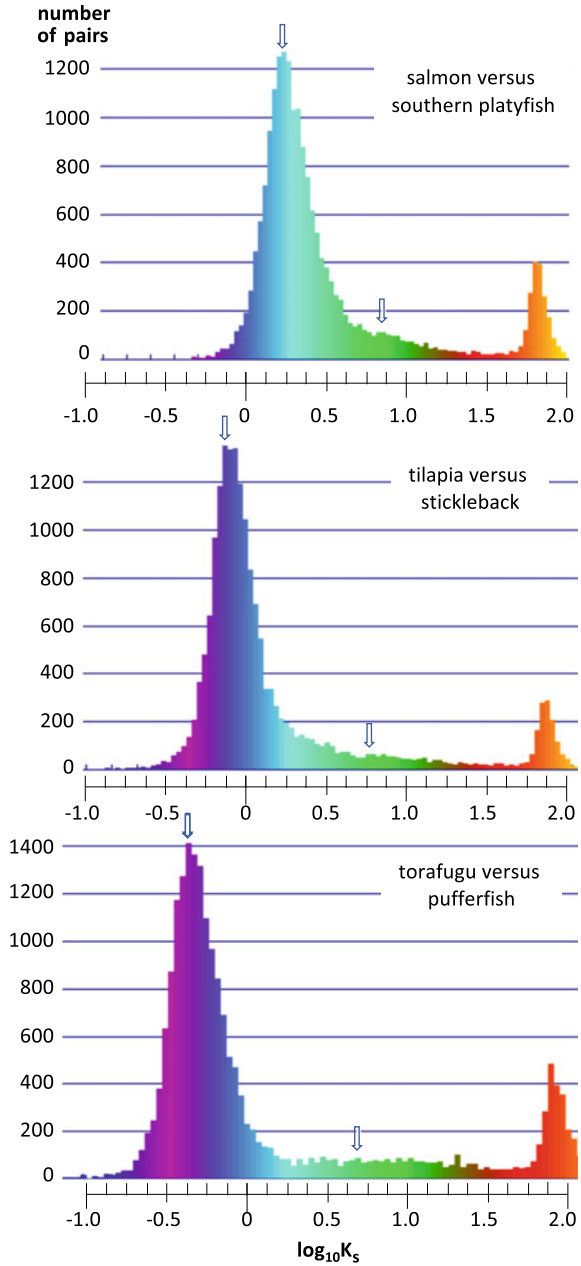 number
of pairs
1200
1000
800
600
400
200
0
salmon versus
southern platyfish
-1.0 -0.5 0 0.5 1.0 1.5 2.0
1200
1000
800
600
400
200
0
tilapia versus
stickleback
-1.0 -0.5 0 0.5 1.0 1.5 2.0
1400
1200
1000
800
600
400
200
0
torafugu versus
pufferfish
-1.0 -0.5 0 0.5 1.0 1.5 2.0
log₁₀Kₛ